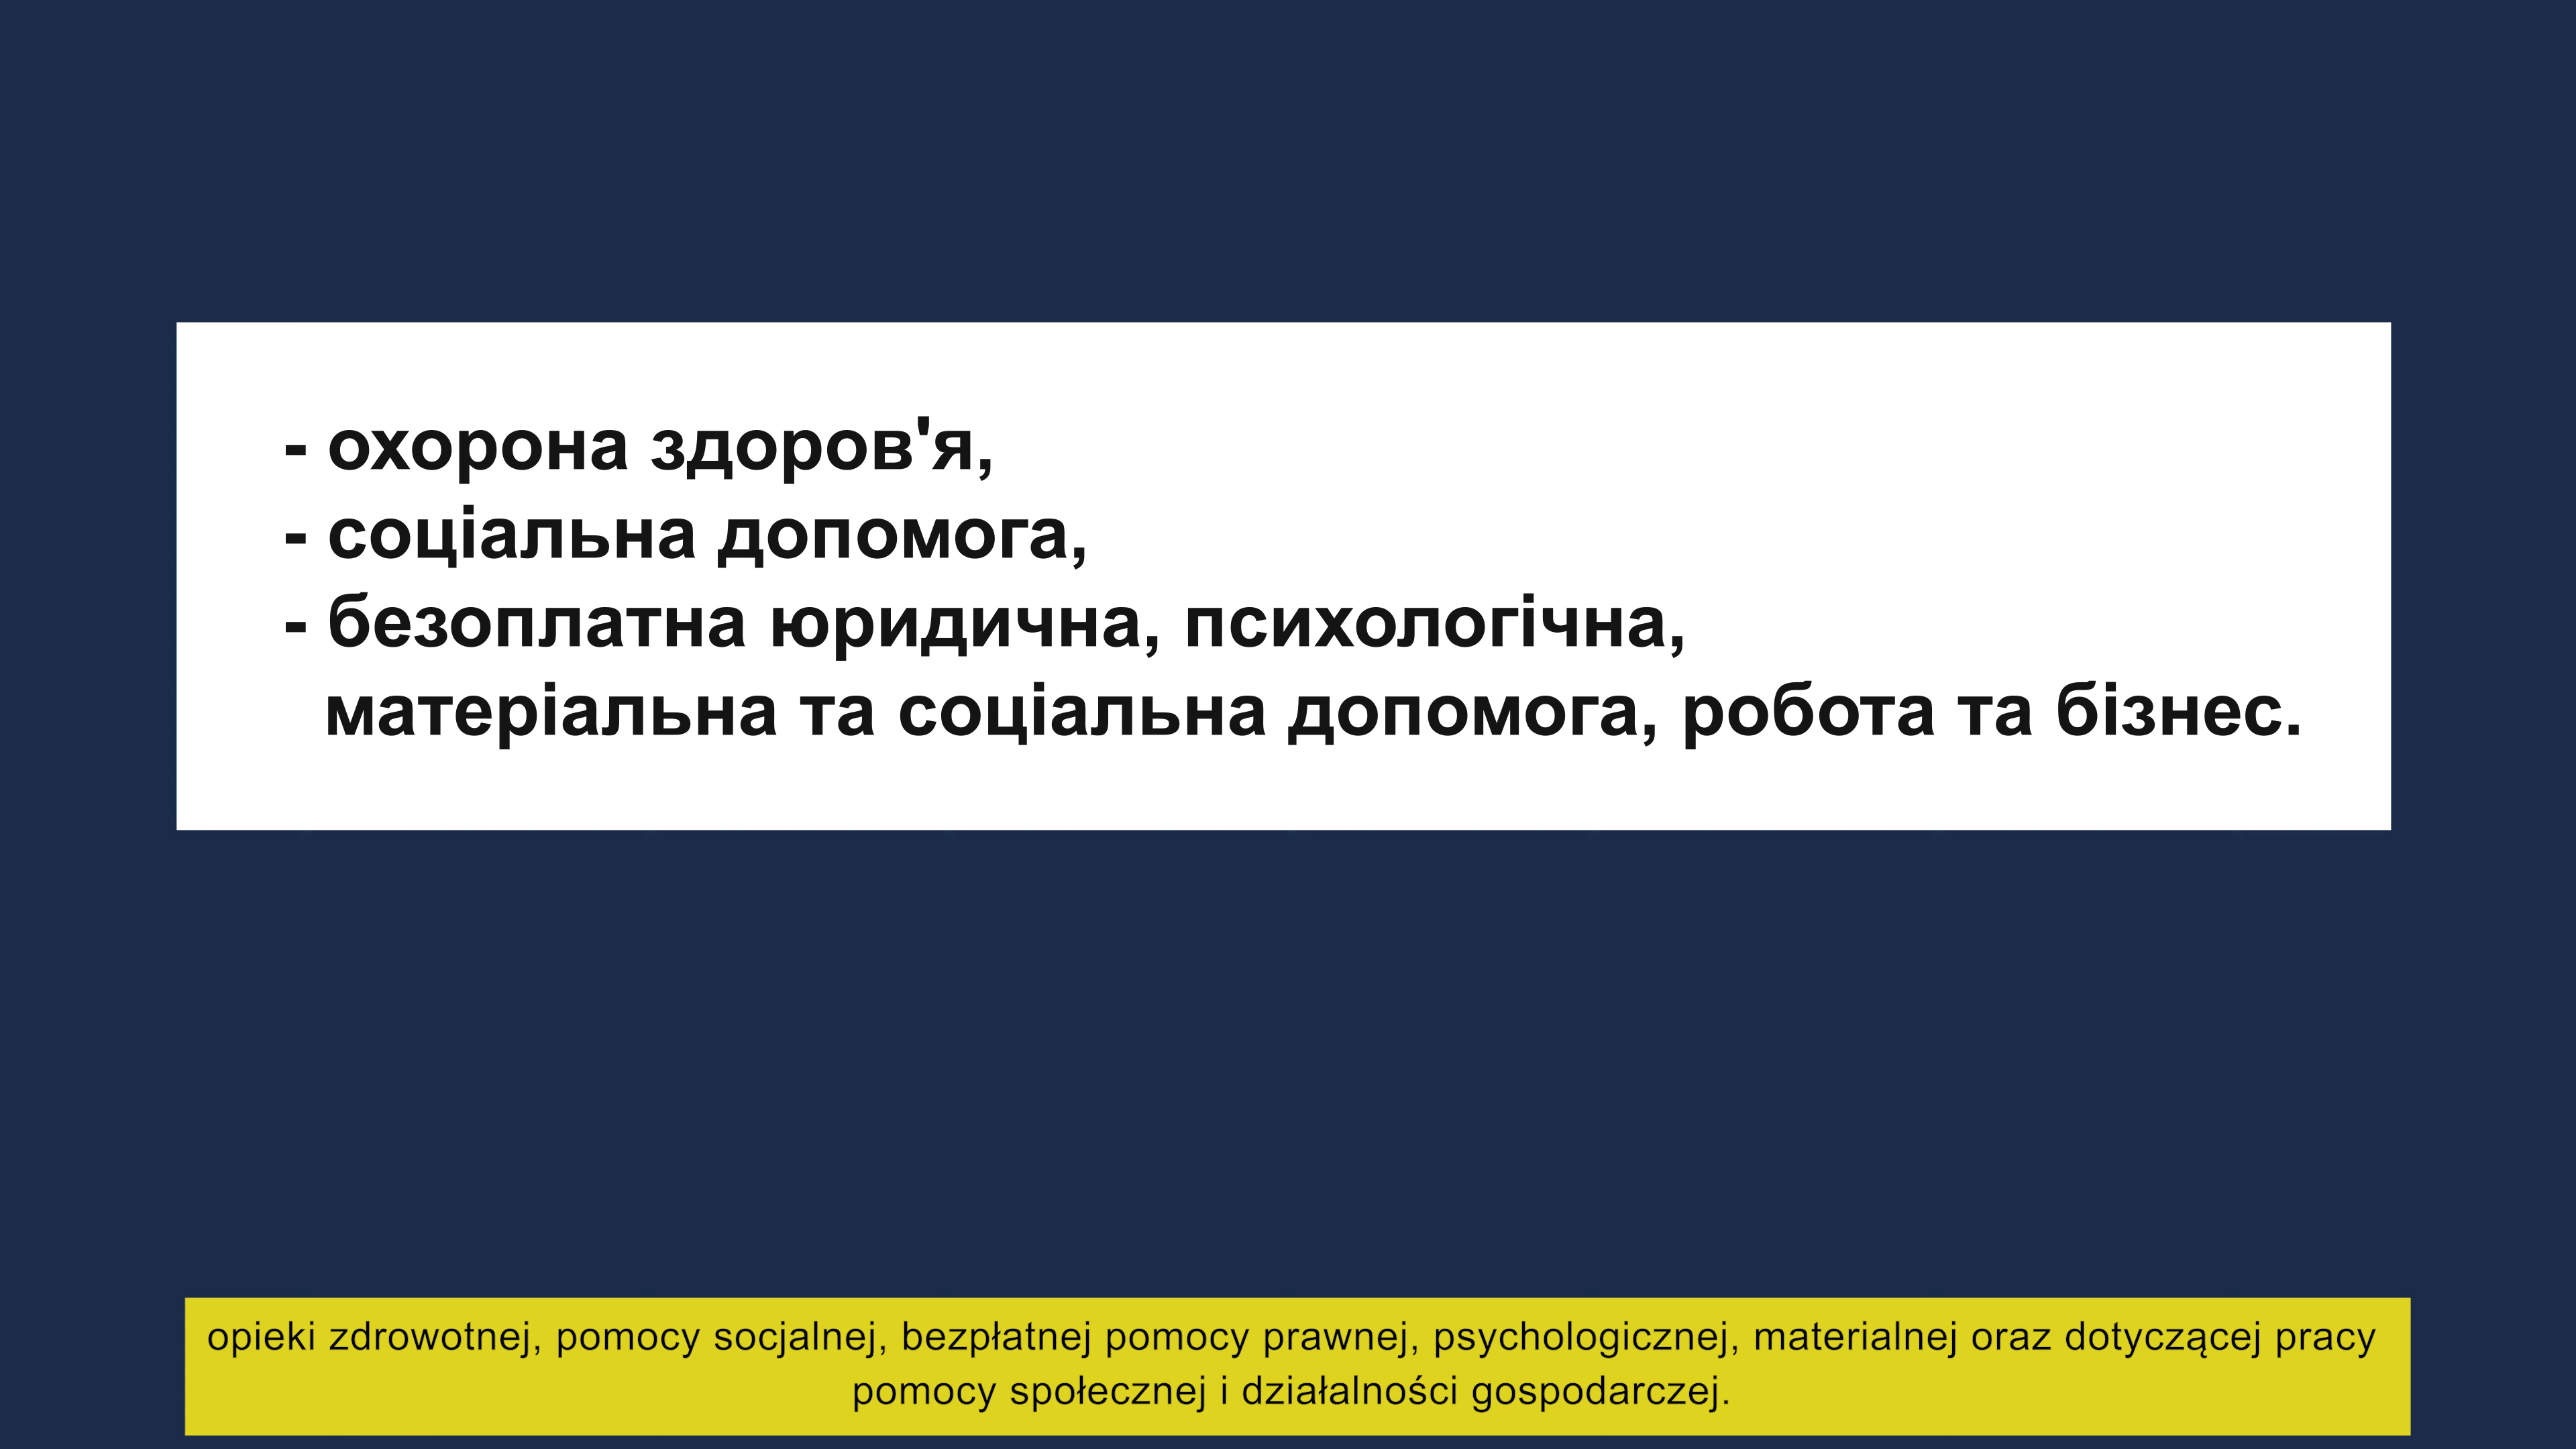 - охорона здоров'я,
- соціальна допомога,
- безоплатна юридична, психологічна,
матеріальна та соціальна допомога, робота та бізнес.
opieki zdrowotnej, pomocy socjalnej, bezpłatnej pomocy prawnej, psychologicznej, materialnej oraz dotyczącej pracy
pomocy społecznej i działalności gospodarczej.